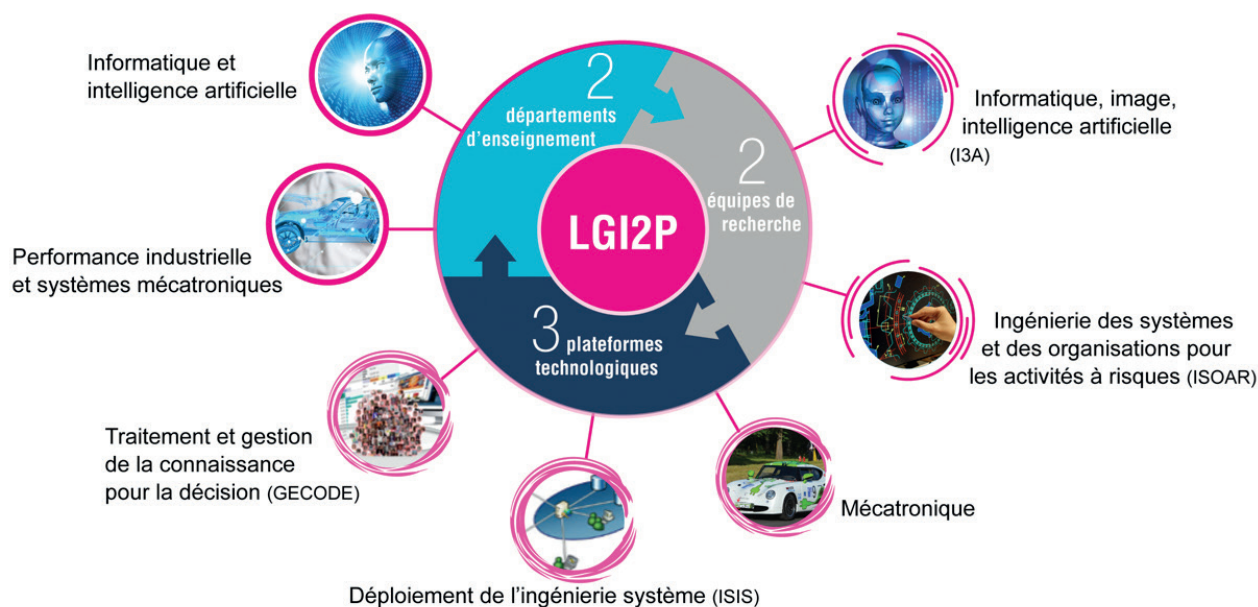 Informatique et
intelligence artificielle
2
départements
d'enseignement
Informatique, image,
intelligence artificielle
(I3A)
2
équipes de
recherche
LGI2P
Performance industrielle
et systèmes mécatroniques
3 plateformes
technologiques
Ingénierie des systèmes
et des organisations pour
les activités à risques (ISOAR)
Traitement et gestion
de la connaissance
pour la décision (GECODE)
Mécatronique
Déploiement de l'ingénierie système (ISIS)